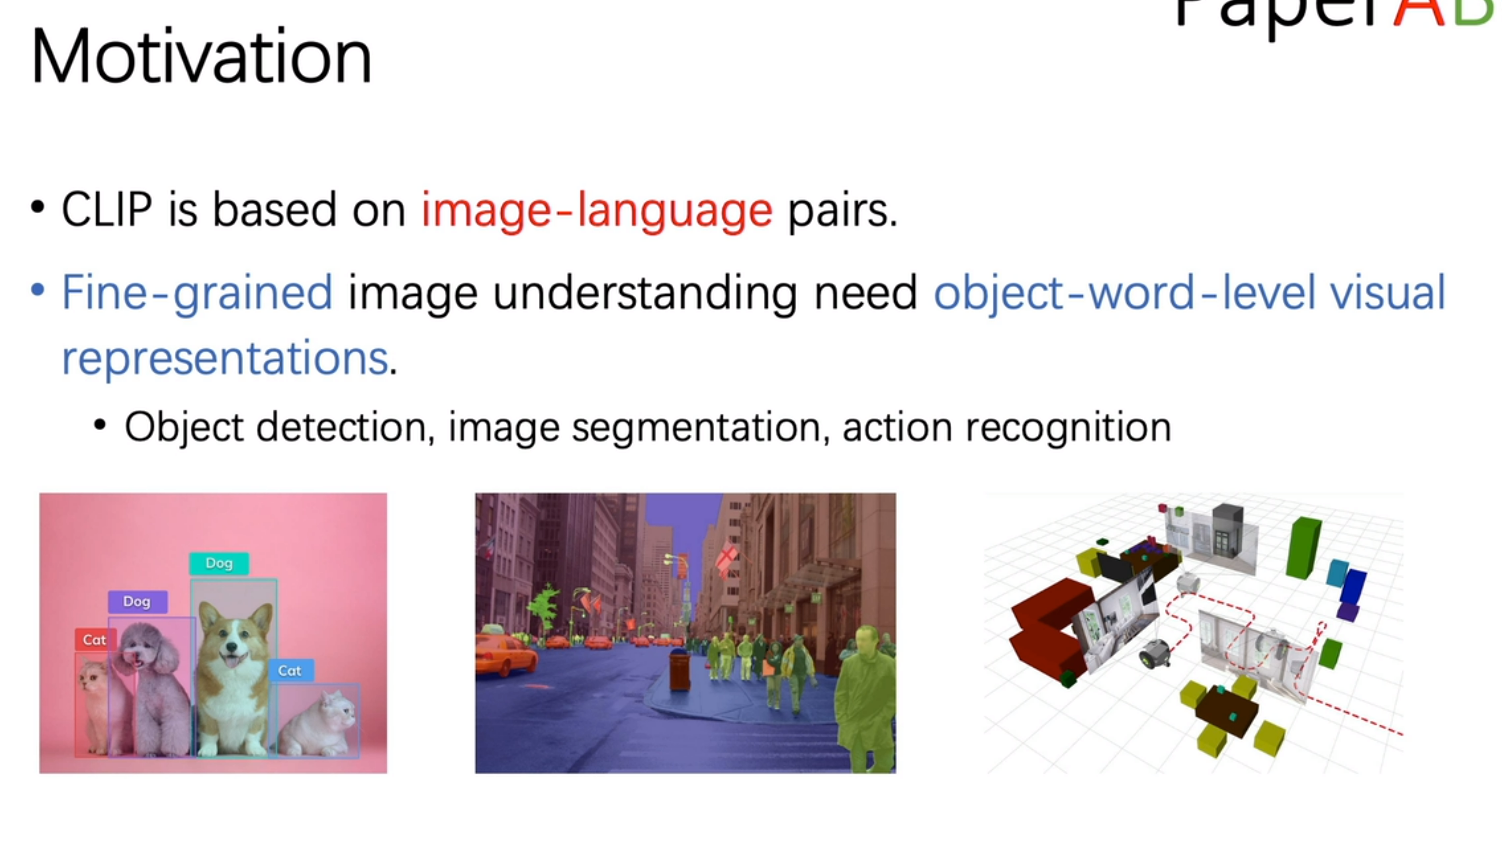 PaperAB
Motivation
• CLIP is based on image-language pairs.
• Fine-grained image understanding need object-word-level visual
representations.
• Object detection, image segmentation, action recognition
Dog
Dog
Cat
Cat